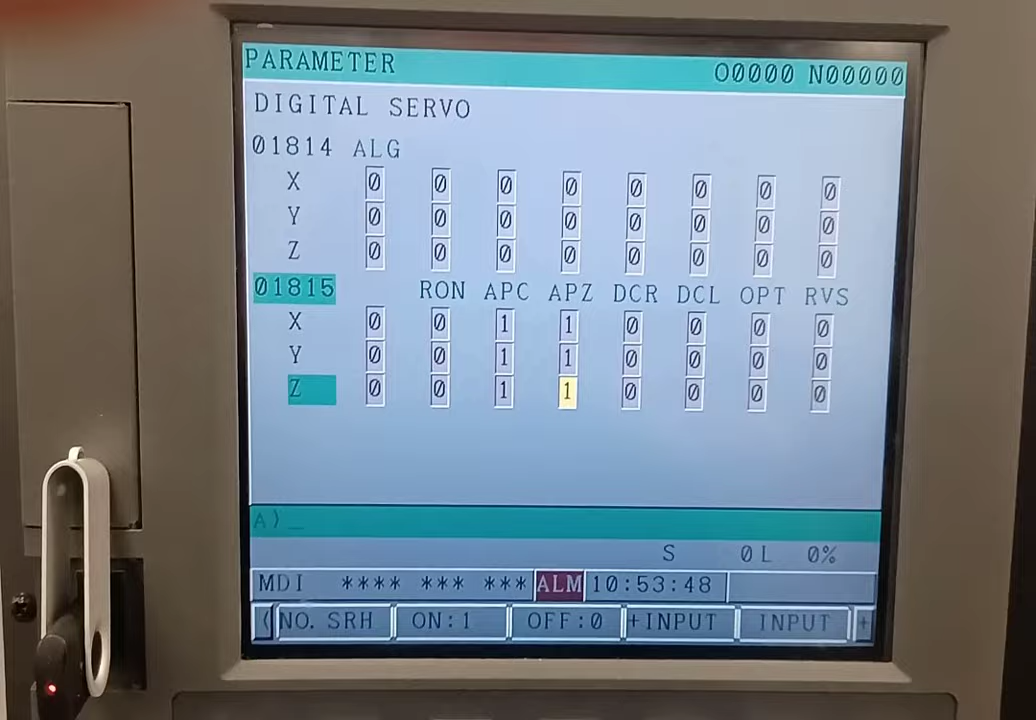 PARAMETER O0000 N00000
DIGITAL SERVO
01814 ALG
X 0 0 0 0 0 0 0 0
Y 0 0 0 0 0 0 0 0
Z 0 0 0 0 0 0 0 0
01815 RON APC APZ DCR DCL OPT RVS
X 0 0 1 1 0 0 0 0
Y 0 0 1 1 0 0 0 0
Z 0 0 1 1 0 0 0 0
A)_
S 0 L 0%
MDI **** *** *** ALM 10:53:48
( NO. SRH ON:1 OFF:0 +INPUT INPUT +